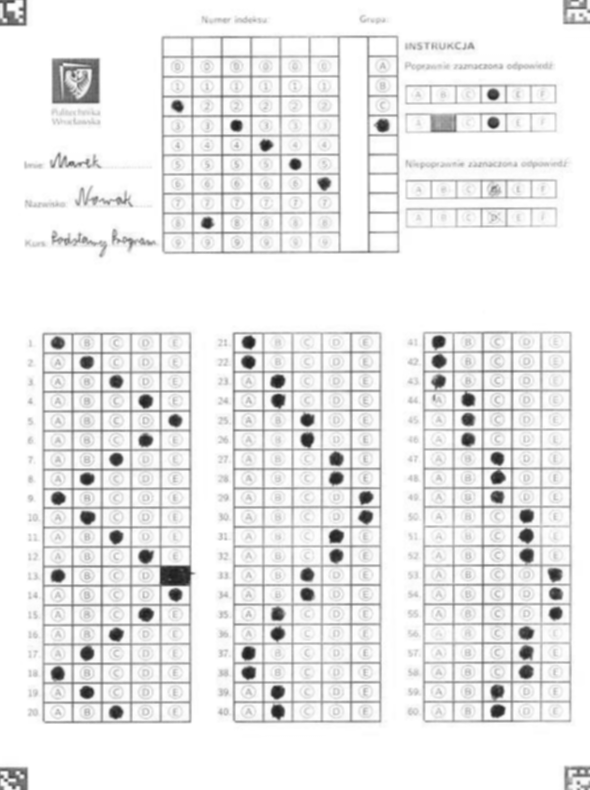 Numer indeksu: Grupa:
INSTRUKCJA
Poprawnie zaznaczona odpowiedź:
A B C E F
A C E F
Niepoprawnie zaznaczona odpowiedź:
A B C D E F
A B C D E F
Politechnika
Wrocławska
Imię: Marek
Nazwisko: Nowak
Kurs: Podstawy Program.
0 0 0 0 0 0 A
1 1 1 1 1 1 B
2 2 2 2 2 C
3 3 3 3 3
4 4 4 4 4
5 5 5 5 5
6 6 6 6 6
7 7 7 7 7 7
8 8 8 8 8
9 9 9 9 9 9
1. B C D E
2. A C D E
3. A B D E
4. A B C E
5. A B C D
6. A B C E
7. A B D E
8. A C D E
9. B C D E
10. A C D E
11. A B D E
12. A B C E
13. B C D
14. A B C D
15. A B C E
16. A B D E
17. A C D E
18. B C D E
19. A C D E
20. A B D E
21. B C D E
22. B C D E
23. A C D E
24. A C D E
25. A B D E
26. A B D E
27. A B C E
28. A B C E
29. A B C D
30. A B C D
31. A B C E
32. A B C E
33. A B D E
34. A B D E
35. A C D E
36. A C D E
37. B C D E
38. B C D E
39. A C D E
40. A C D E
41. B C D E
42. B C D E
43. B C D E
44. A C D E
45. A C D E
46. A C D E
47. A B D E
48. A B D E
49. A B D E
50. A B C E
51. A B C E
52. A B C E
53. A B C D
54. A B C D
55. A B C D
56. A B C E
57. A B C E
58. A B C E
59. A B D E
60. A B D E